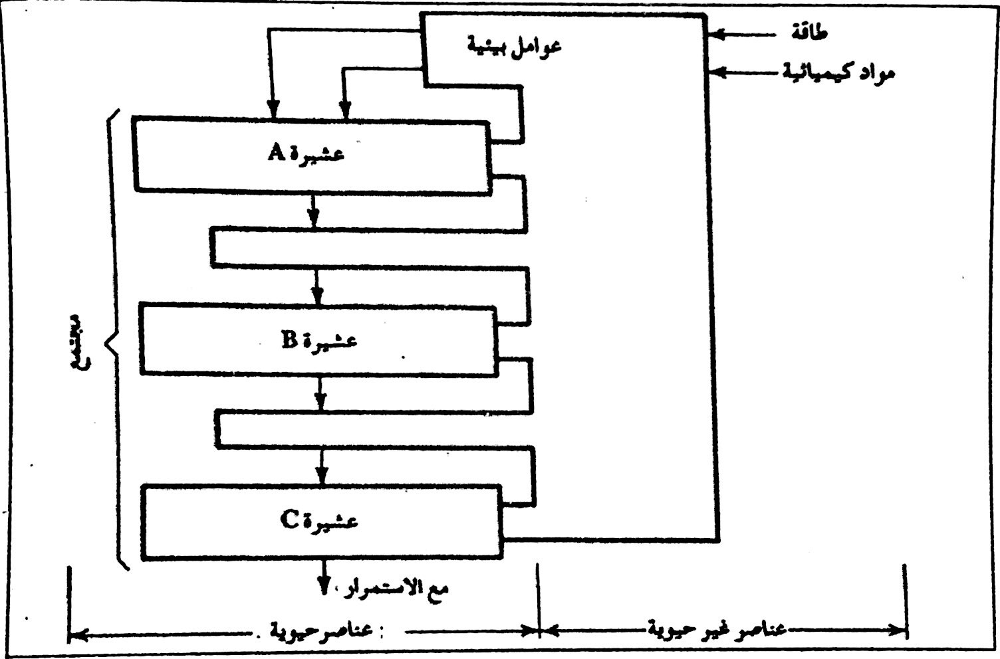 طاقة
عوامل بيئية
مواد كيميائية
عشيرة A
عشيرة B
مجتمع
عشيرة C
مع الاستمرار
عناصر غير حيوية
عناصر حيوية